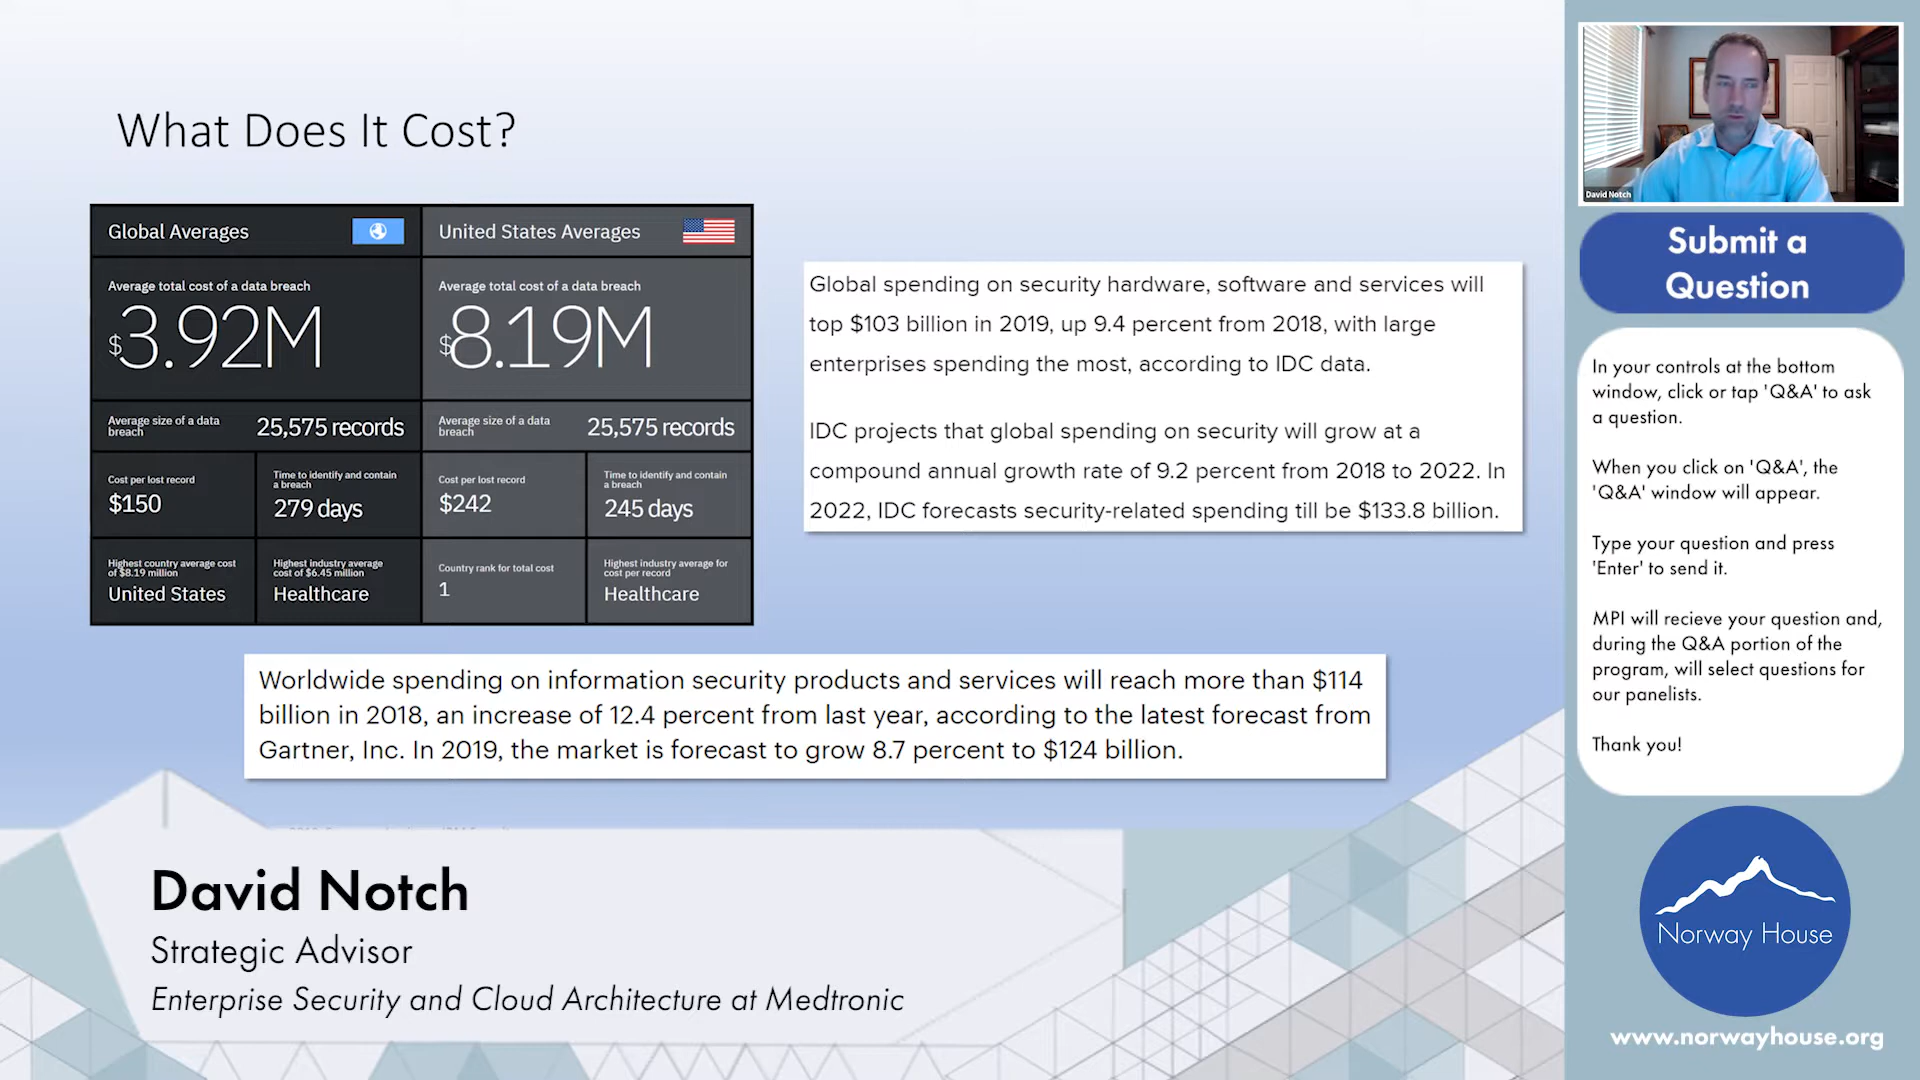 What Does It Cost?
Global Averages
United States Averages
Average total cost of a data breach
$3.92M
Average total cost of a data breach
$8.19M
Average size of a data
breach
25,575 records
Average size of a data
breach
25,575 records
Cost per lost record
$150
Time to identify and contain
a breach
279 days
Cost per lost record
$242
Time to identify and contain
a breach
245 days
Highest country average cost
of $8.19 million
United States
Highest industry average
cost of $6.45 million
Healthcare
Country rank for total cost
1
Highest industry average for
cost per record
Healthcare
Global spending on security hardware, software and services will
top $103 billion in 2019, up 9.4 percent from 2018, with large
enterprises spending the most, according to IDC data.
IDC projects that global spending on security will grow at a
compound annual growth rate of 9.2 percent from 2018 to 2022. In
2022, IDC forecasts security-related spending till be $133.8 billion.
Worldwide spending on information security products and services will reach more than $114
billion in 2018, an increase of 12.4 percent from last year, according to the latest forecast from
Gartner, Inc. In 2019, the market is forecast to grow 8.7 percent to $124 billion.
David Notch
Strategic Advisor
Enterprise Security and Cloud Architecture at Medtronic
David Notch
Submit a
Question
In your controls at the bottom
window, click or tap 'Q&A' to ask
a question.
When you click on 'Q&A', the
'Q&A' window will appear.
Type your question and press
'Enter' to send it.
MPI will recieve your question and,
during the Q&A portion of the
program, will select questions for
our panelists.
Thank you!
Norway House
www.norwayhouse.org